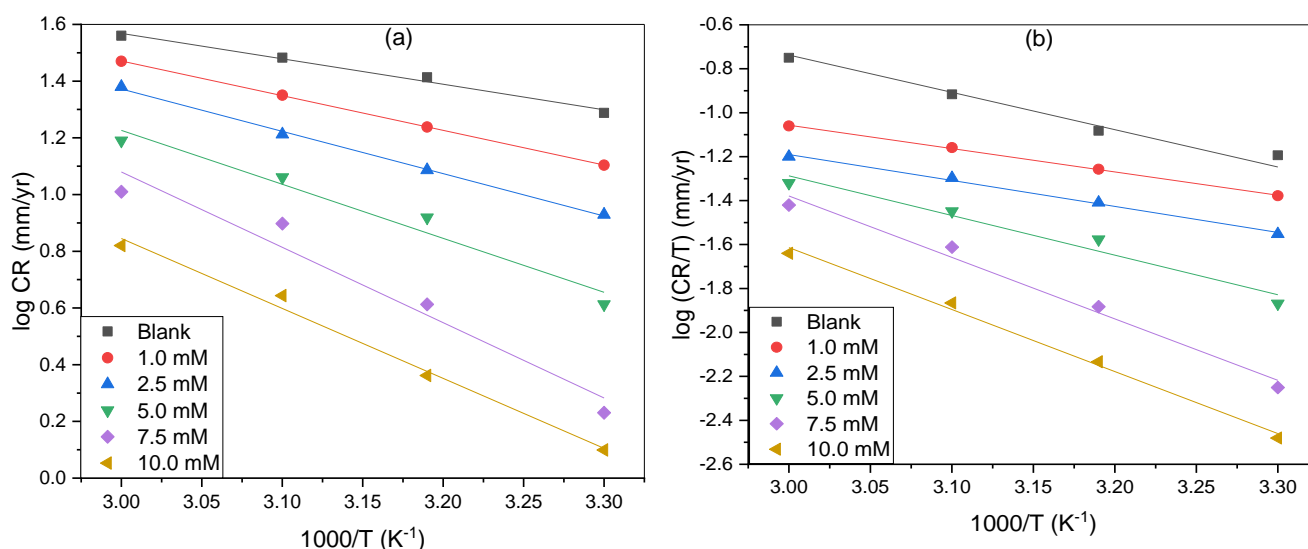 (a)
log CR (mm/yr)
1.6
1.4
1.2
1.0
0.8
0.6
0.4
0.2
0.0
Blank
1.0 mM
2.5 mM
5.0 mM
7.5 mM
10.0 mM
3.00 3.05 3.10 3.15 3.20 3.25 3.30
1000/T (K⁻¹)
(b)
log (CR/T) (mm/yr)
-0.6
-0.8
-1.0
-1.2
-1.4
-1.6
-1.8
-2.0
-2.2
-2.4
-2.6
Blank
1.0 mM
2.5 mM
5.0 mM
7.5 mM
10.0 mM
3.00 3.05 3.10 3.15 3.20 3.25 3.30
1000/T (K⁻¹)